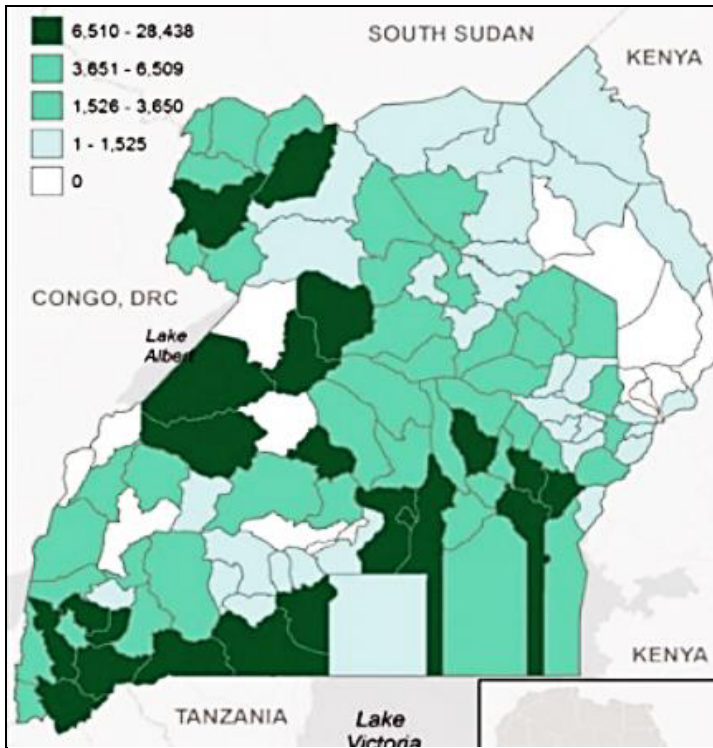 6,510 - 28,438
3,651 - 6,509
1,526 - 3,650
1 - 1,525
0
SOUTH SUDAN
KENYA
CONGO, DRC
Lake
Albert
KENYA
TANZANIA
Lake
Victoria